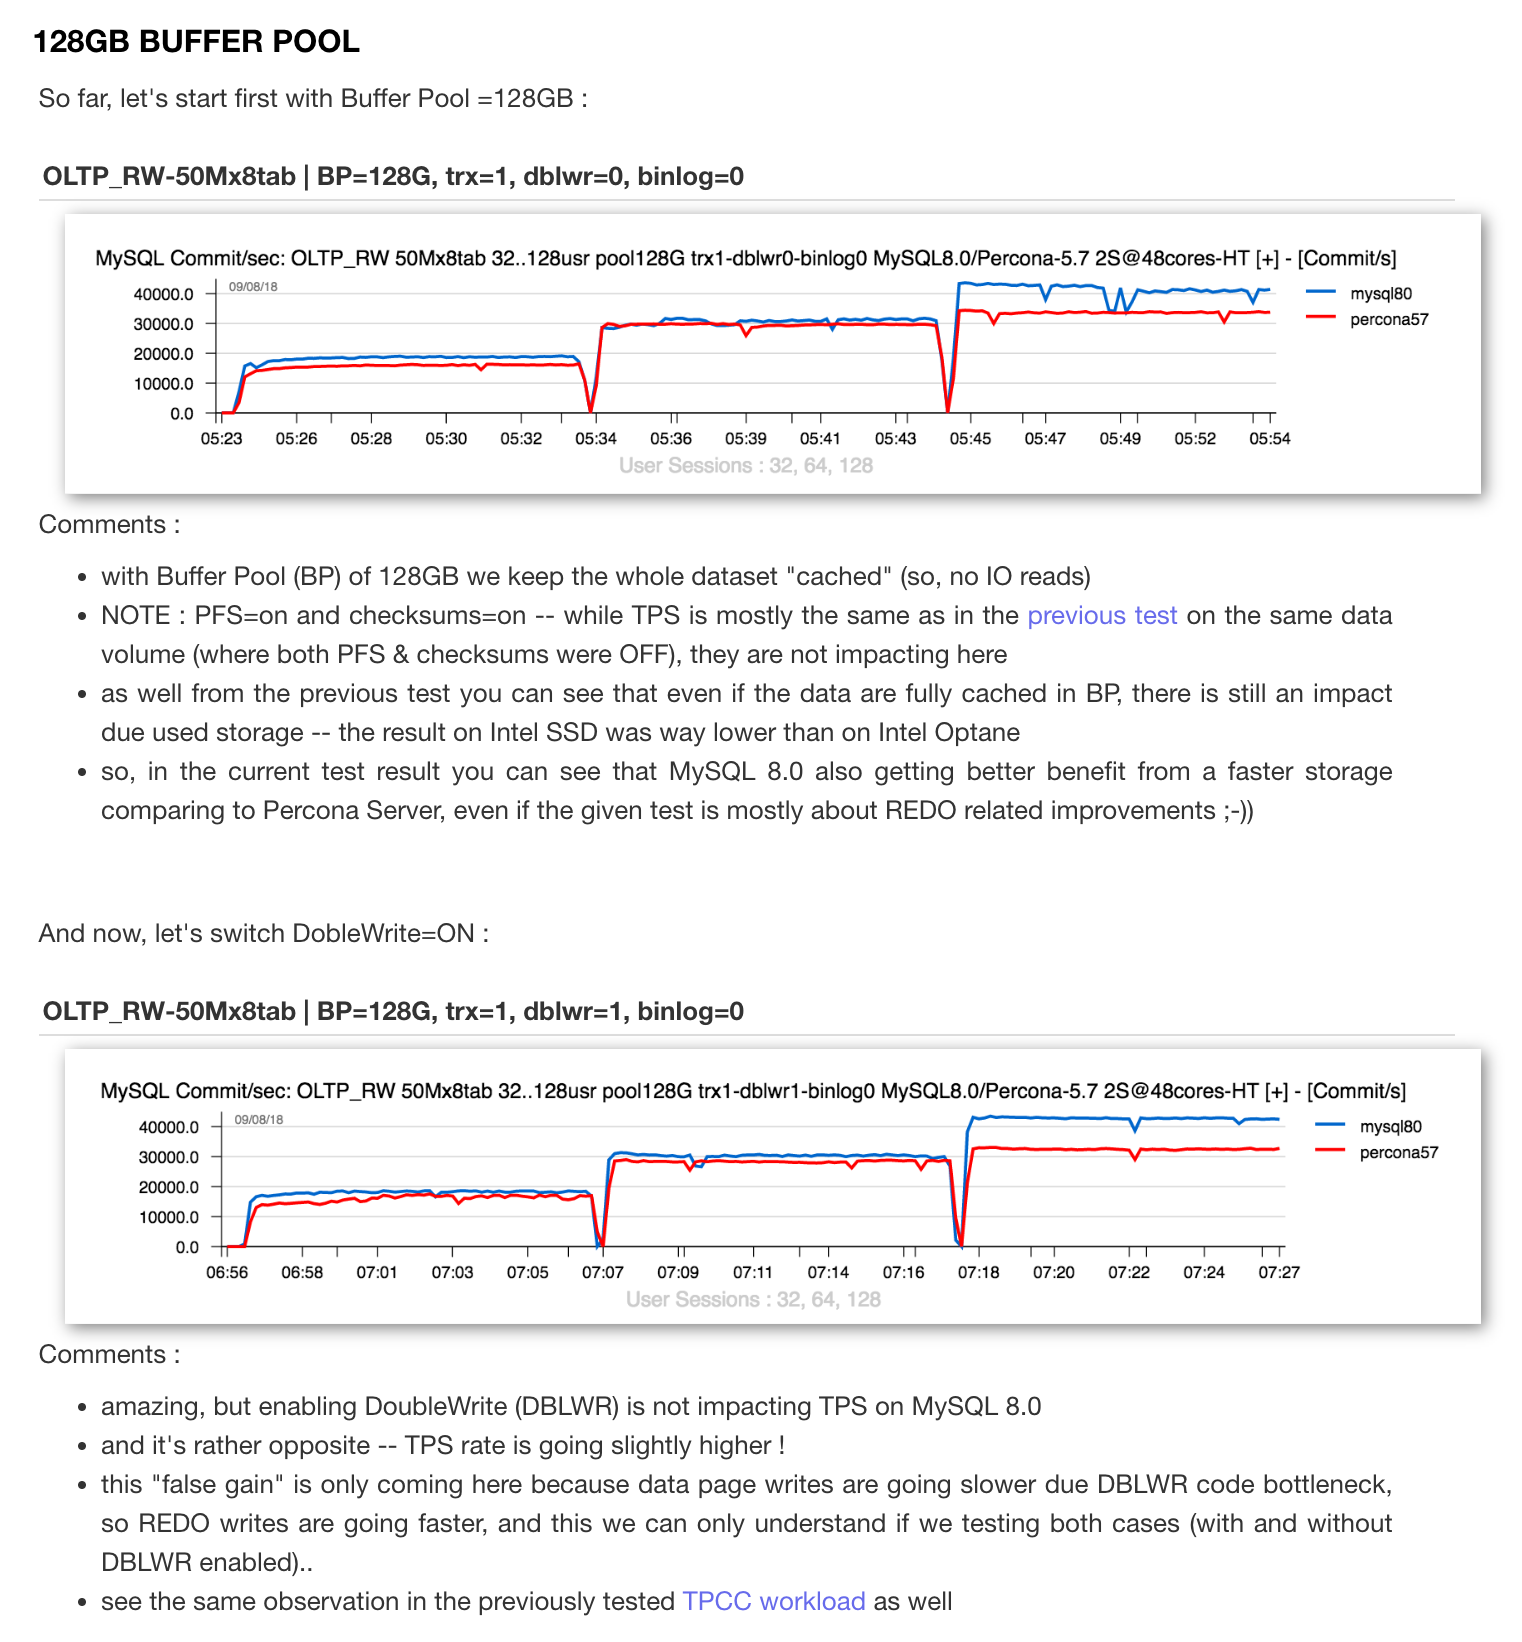 128GB BUFFER POOL
So far, let's start first with Buffer Pool =128GB :
OLTP_RW-50Mx8tab | BP=128G, trx=1, dblwr=0, binlog=0
MySQL Commit/sec: OLTP_RW 50Mx8tab 32..128usr pool128G trx1-dblwr0-binlog0 MySQL8.0/Percona-5.7 2S@48cores-HT [+] - [Commit/s]
09/08/18
40000.0
30000.0
20000.0
10000.0
0.0
mysql80
percona57
05:23 05:26 05:28 05:30 05:32 05:34 05:36 05:39 05:41 05:43 05:45 05:47 05:49 05:52 05:54
User Sessions : 32, 64, 128
Comments :
• with Buffer Pool (BP) of 128GB we keep the whole dataset "cached" (so, no IO reads)
• NOTE : PFS=on and checksums=on -- while TPS is mostly the same as in the previous test on the same data
volume (where both PFS & checksums were OFF), they are not impacting here
• as well from the previous test you can see that even if the data are fully cached in BP, there is still an impact
due used storage -- the result on Intel SSD was way lower than on Intel Optane
• so, in the current test result you can see that MySQL 8.0 also getting better benefit from a faster storage
comparing to Percona Server, even if the given test is mostly about REDO related improvements ;-))
And now, let's switch DobleWrite=ON :
OLTP_RW-50Mx8tab | BP=128G, trx=1, dblwr=1, binlog=0
MySQL Commit/sec: OLTP_RW 50Mx8tab 32..128usr pool128G trx1-dblwr1-binlog0 MySQL8.0/Percona-5.7 2S@48cores-HT [+] - [Commit/s]
09/08/18
40000.0
30000.0
20000.0
10000.0
0.0
mysql80
percona57
06:56 06:58 07:01 07:03 07:05 07:07 07:09 07:11 07:14 07:16 07:18 07:20 07:22 07:24 07:27
User Sessions : 32, 64, 128
Comments :
• amazing, but enabling DoubleWrite (DBLWR) is not impacting TPS on MySQL 8.0
• and it's rather opposite -- TPS rate is going slightly higher !
• this "false gain" is only coming here because data page writes are going slower due DBLWR code bottleneck,
so REDO writes are going faster, and this we can only understand if we testing both cases (with and without
DBLWR enabled)..
• see the same observation in the previously tested TPCC workload as well